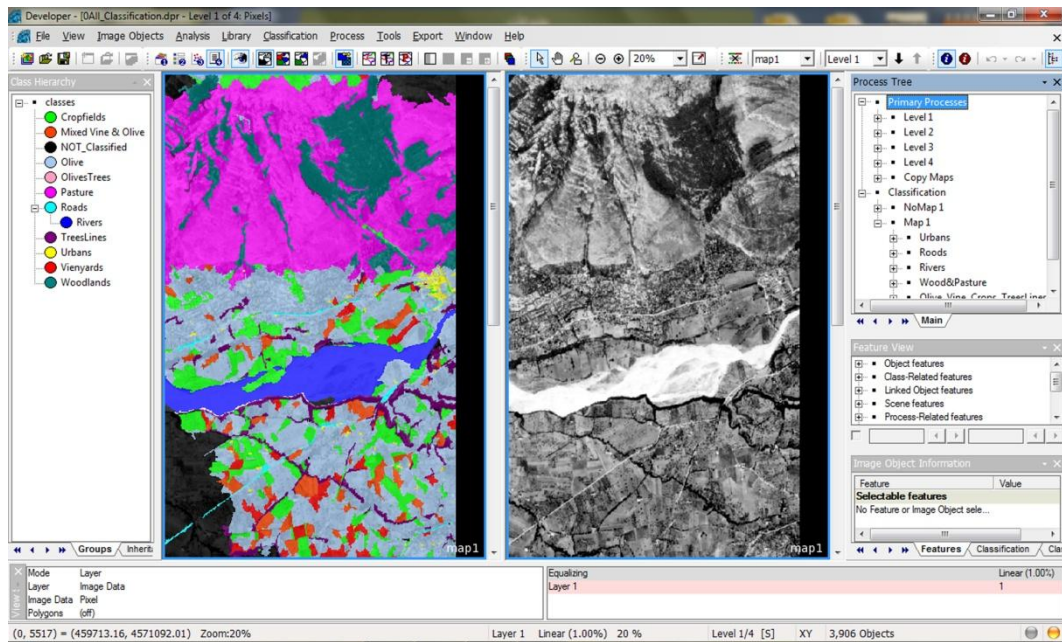 Developer - [0All_Classification.dpr - Level 1 of 4: Pixels]
File View Image Objects Analysis Library Classification Process Tools Export Window Help
20% map1 Level 1
Class Hierarchy
classes
Cropfields
Mixed Vine & Olive
NOT_Classified
Olive
OlivesTrees
Pasture
Roads
Rivers
TreesLines
Urbans
Vienyards
Woodlands
Groups Inherit
map1
map1
Process Tree
Primary Processes
Level 1
Level 2
Level 3
Level 4
Copy Maps
Classification
NoMap 1
Map 1
Urbans
Roods
Rivers
Wood&Pasture
Olive_Vine_Crops_TreesLines
Main
Feature View
Object features
Class-Related features
Linked Object features
Scene features
Process-Related features
Image Object Information
Feature Value
Selectable features
No Feature or Image Object sele...
Features Classification Cla
Mode Layer
Layer Image Data
Image Data Pixel
Polygons (off)
Equalizing Linear (1.00%)
Layer 1 1
(0, 5517) = (459713.16, 4571092.01) Zoom:20% Layer 1 Linear (1.00%) 20 % Level 1/4 [S] XY 3,906 Objects